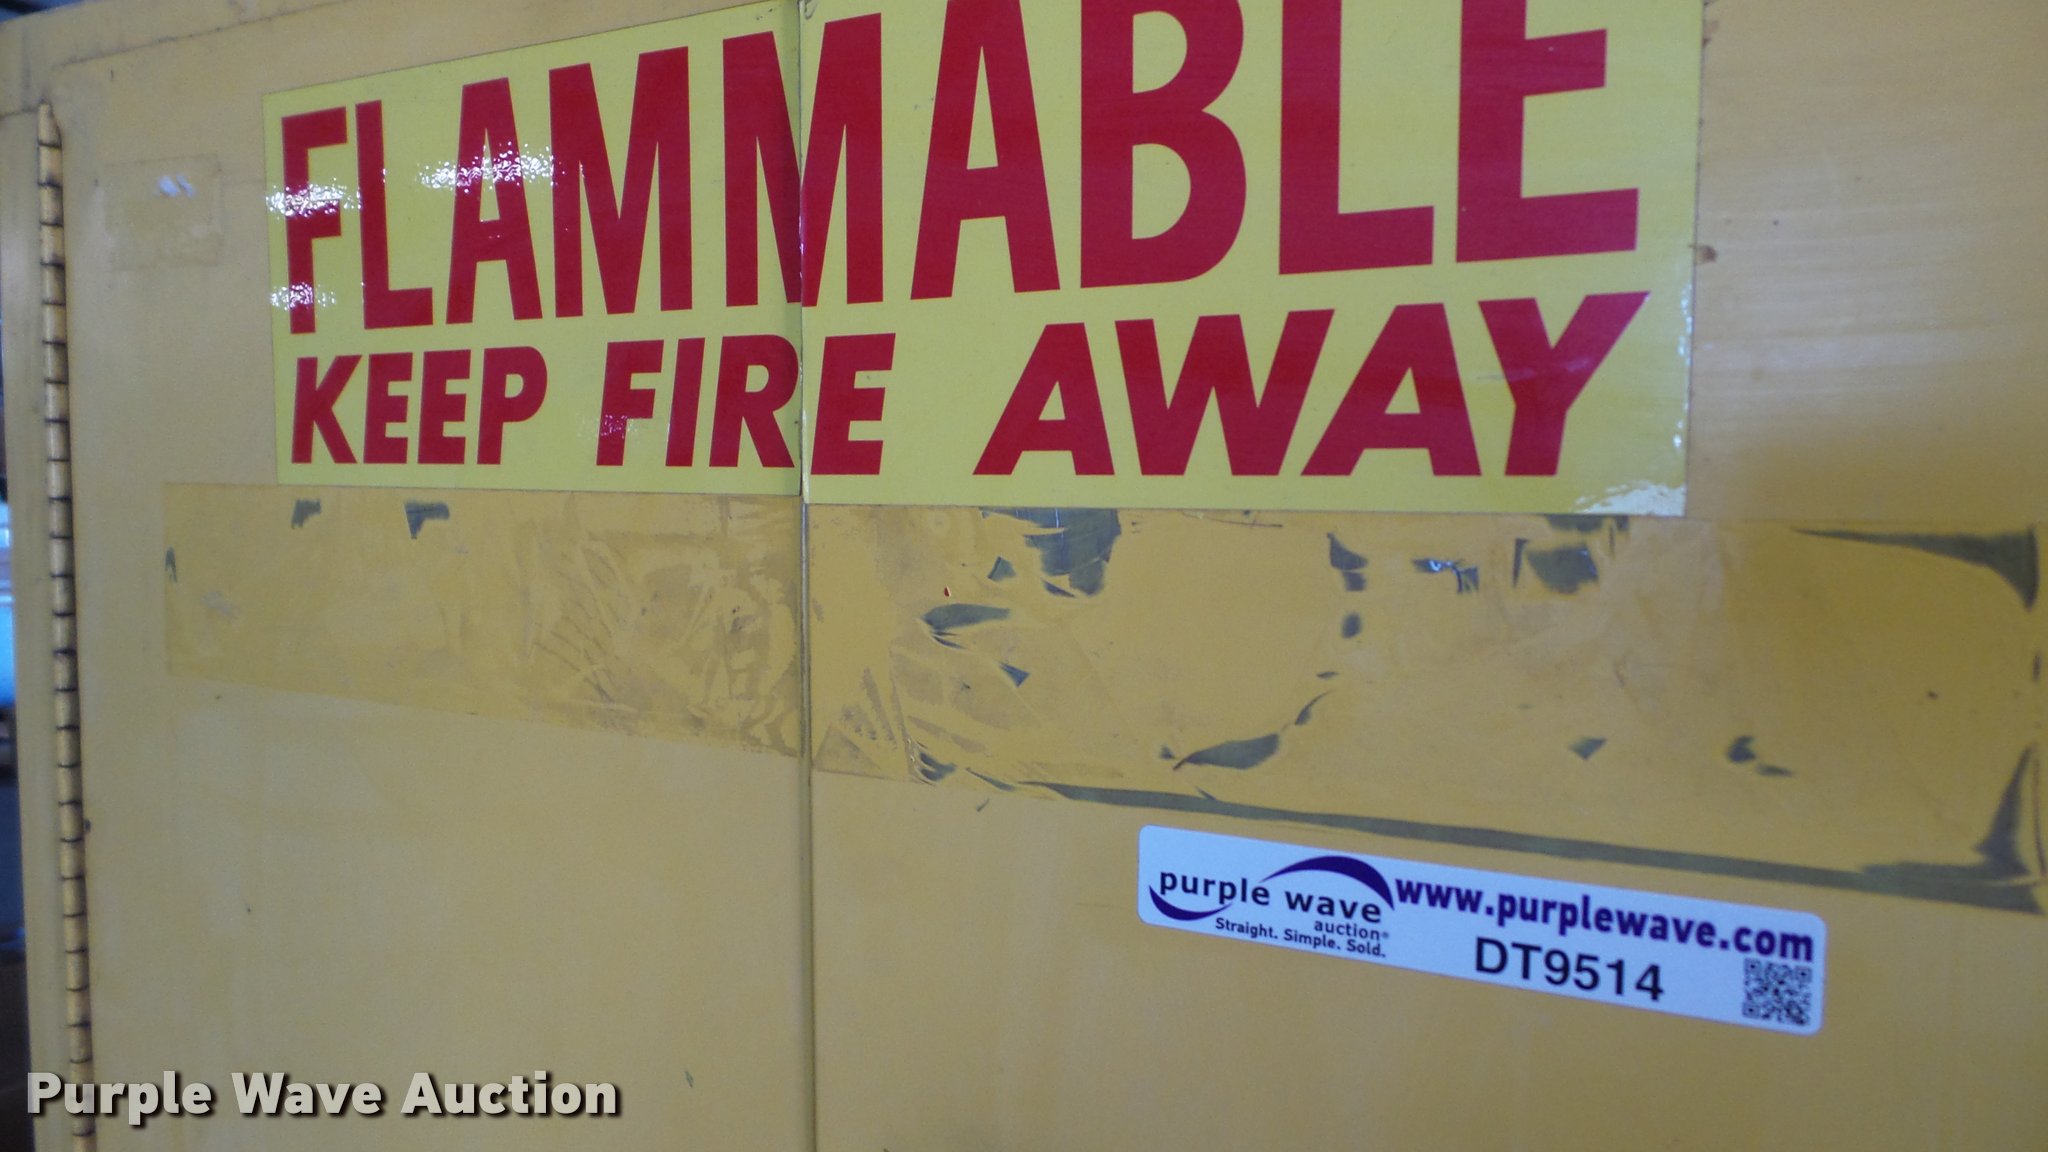 FLAMMABLE
KEEP FIRE AWAY
purple wave
auction®
Straight. Simple. Sold.
www.purplewave.com
DT9514
Purple Wave Auction